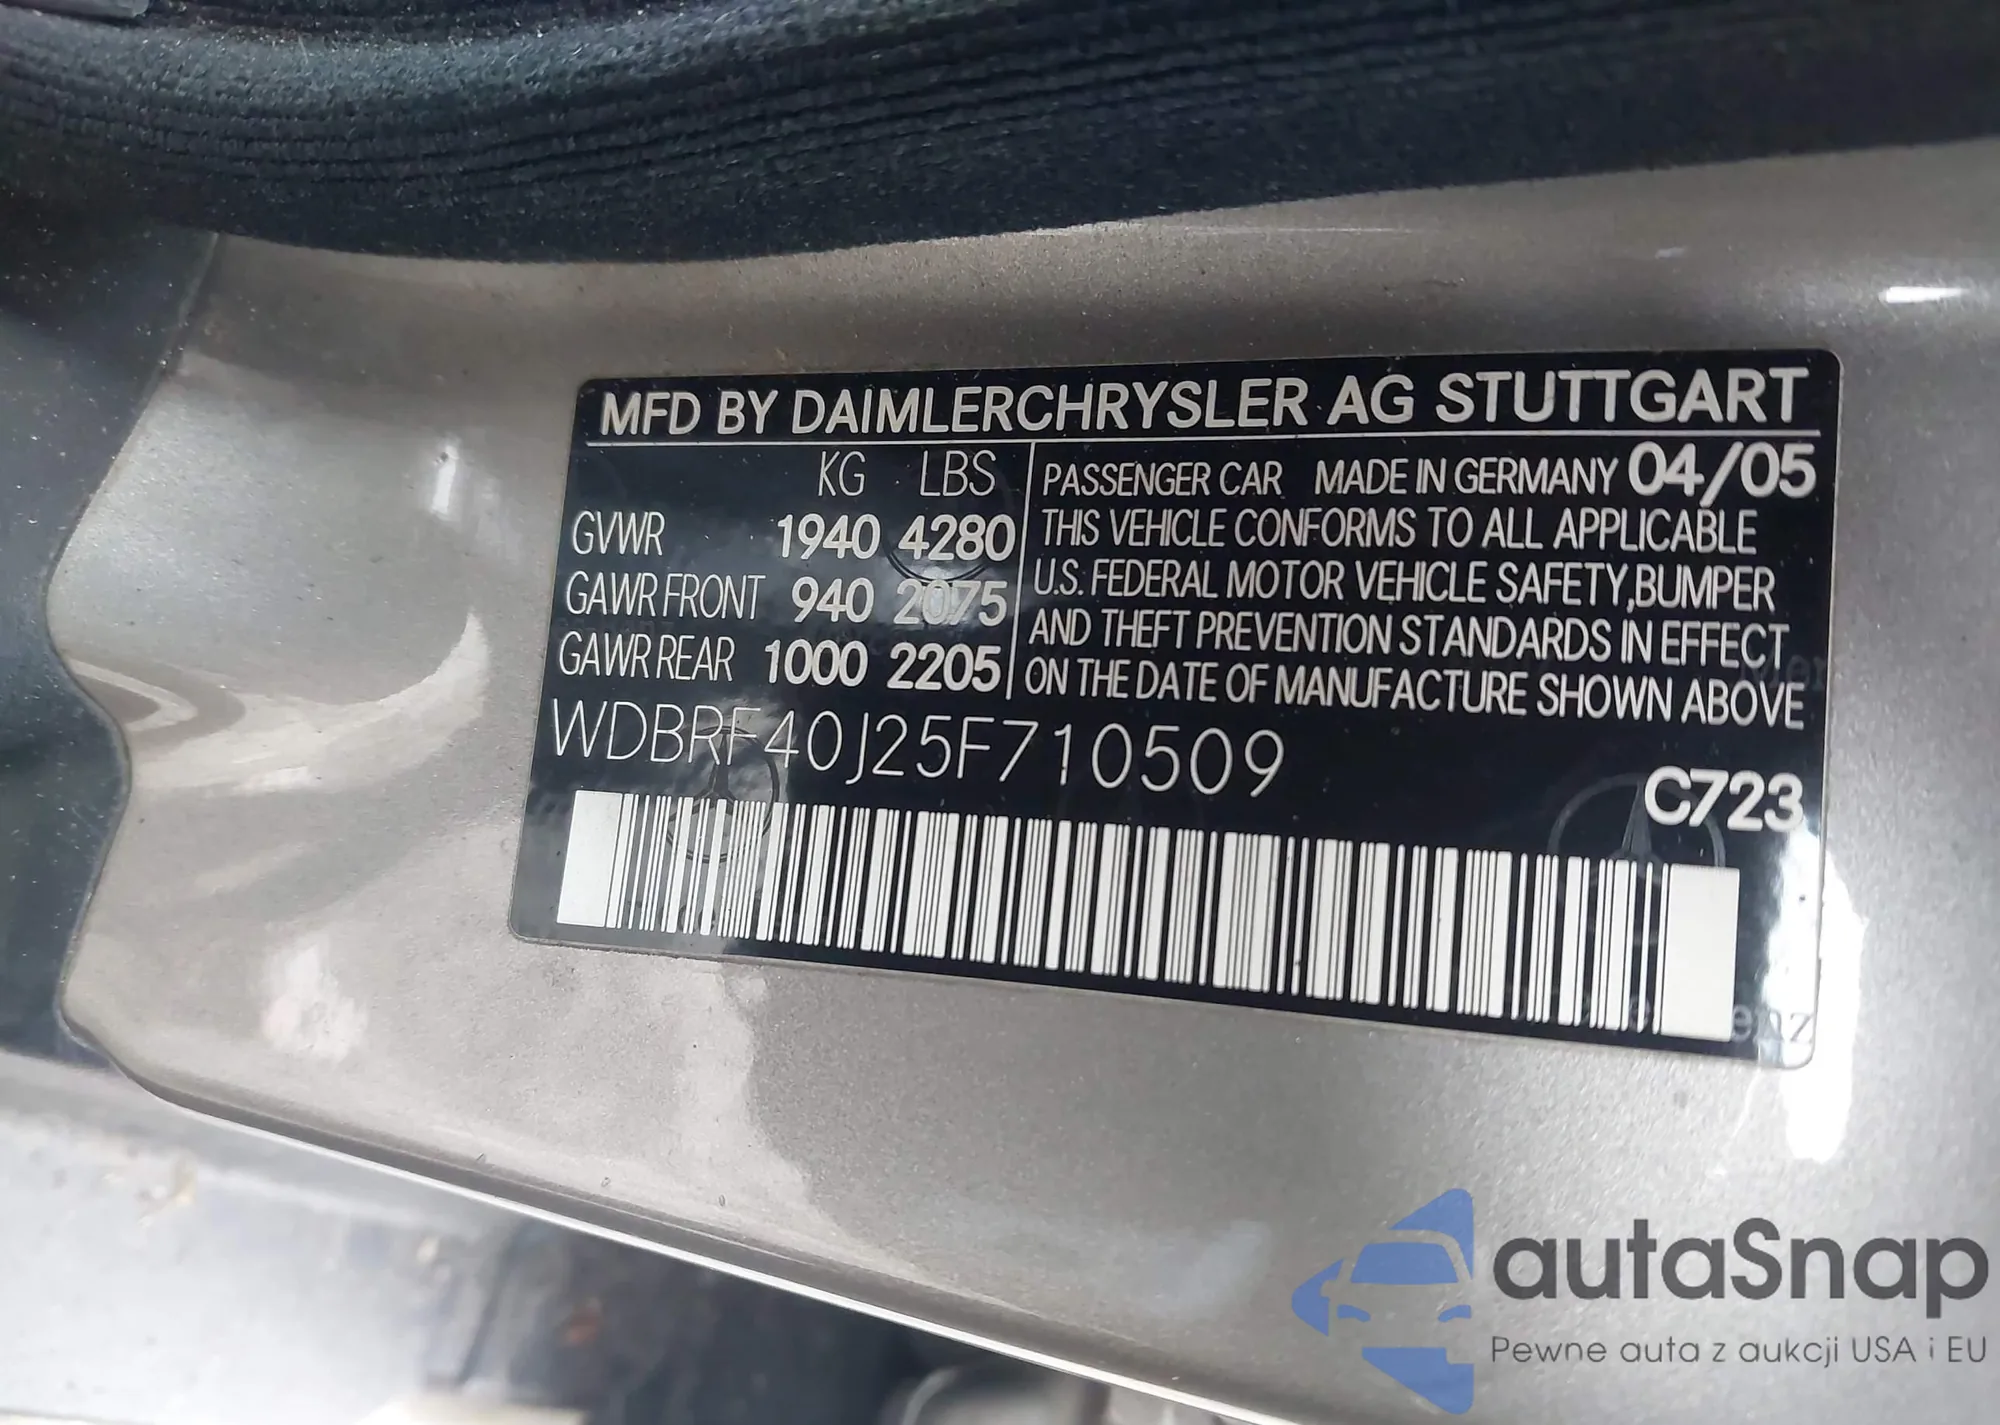 MFD BY DAIMLERCHRYSLER AG STUTTGART
KG LBS
GVWR 1940 4280
GAWR FRONT 940 2075
GAWR REAR 1000 2205
PASSENGER CAR MADE IN GERMANY 04/05
THIS VEHICLE CONFORMS TO ALL APPLICABLE
U.S. FEDERAL MOTOR VEHICLE SAFETY,BUMPER
AND THEFT PREVENTION STANDARDS IN EFFECT
ON THE DATE OF MANUFACTURE SHOWN ABOVE
WDBRF40J25F710509
C723
autaSnap
Pewne auta z aukcji USA i EU